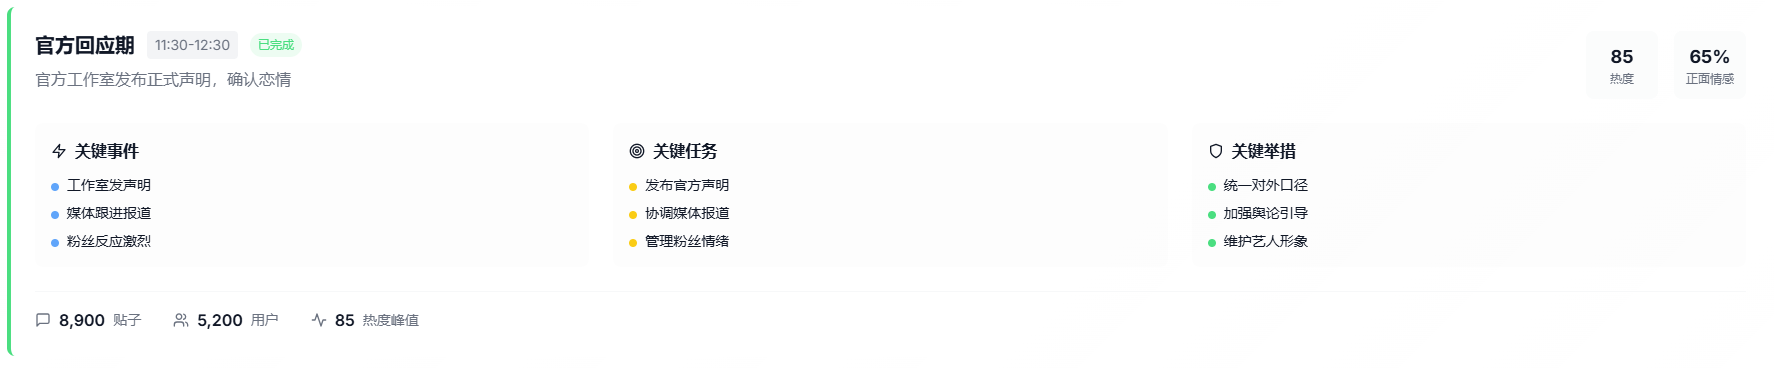 官方回应期 11:30-12:30 已完成
官方工作室发布正式声明，确认恋情
85
热度
65%
正面情感
关键事件
工作室发声明
媒体跟进报道
粉丝反应激烈
关键任务
发布官方声明
协调媒体报道
管理粉丝情绪
关键举措
统一对外口径
加强舆论引导
维护艺人形象
8,900 贴子 5,200 用户 85 热度峰值